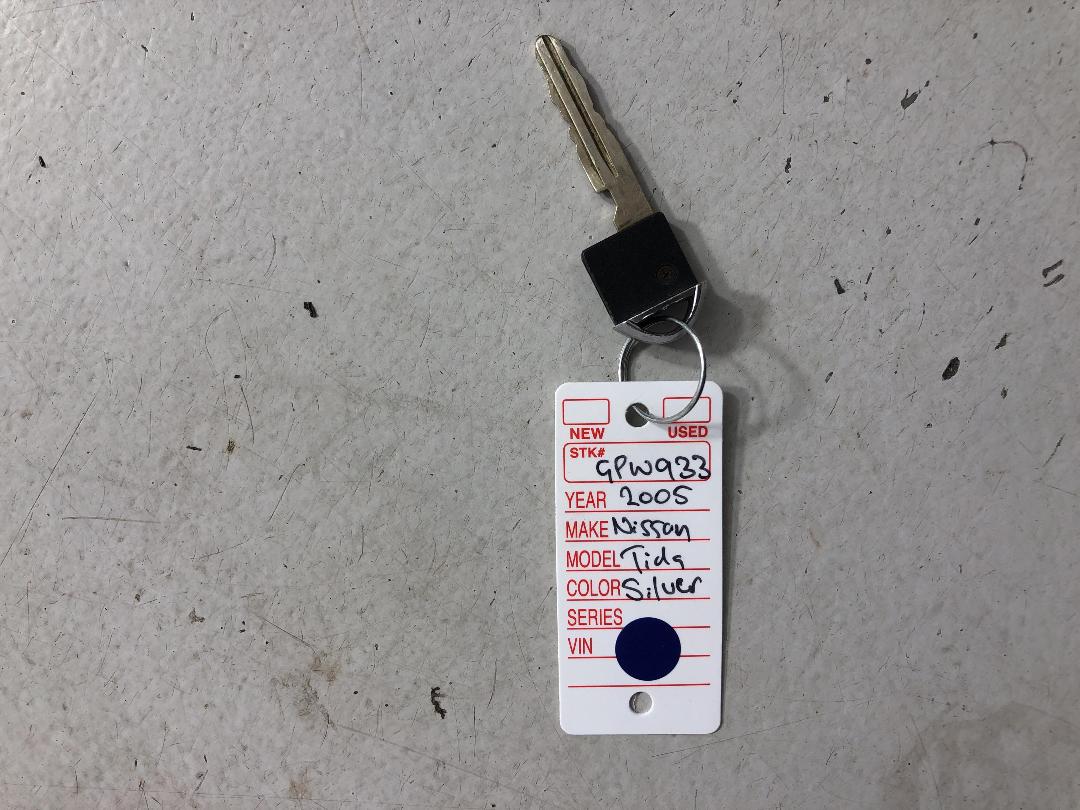 NEW USED
STK# GPW933
YEAR 2005
MAKE Nissan
MODEL Tida
COLOR Silver
SERIES
VIN